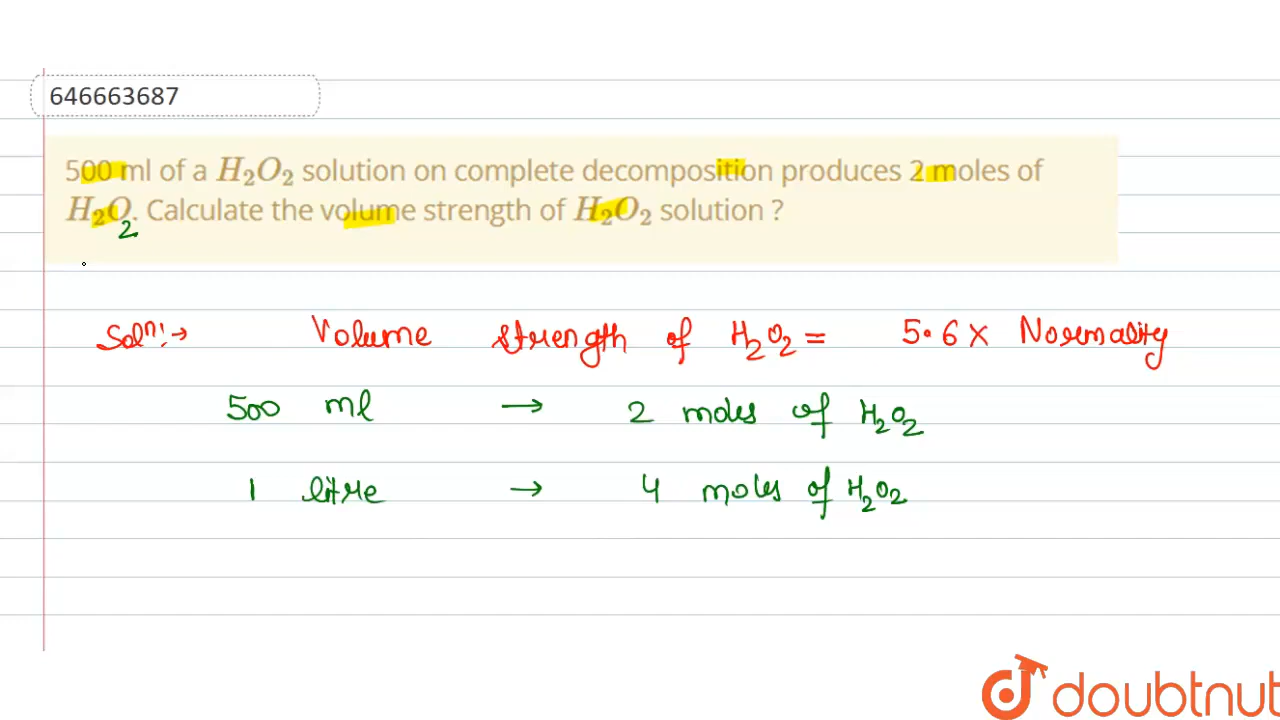 646663687
500 ml of a H₂O₂ solution on complete decomposition produces 2 moles of
H₂O. Calculate the volume strength of H₂O₂ solution ?
2
Solⁿ:→ Volume strength of H₂O₂ = 5.6 × Normality
500 ml → 2 moles of H₂O₂
1 litre → 4 moles of H₂O₂
doubtnut